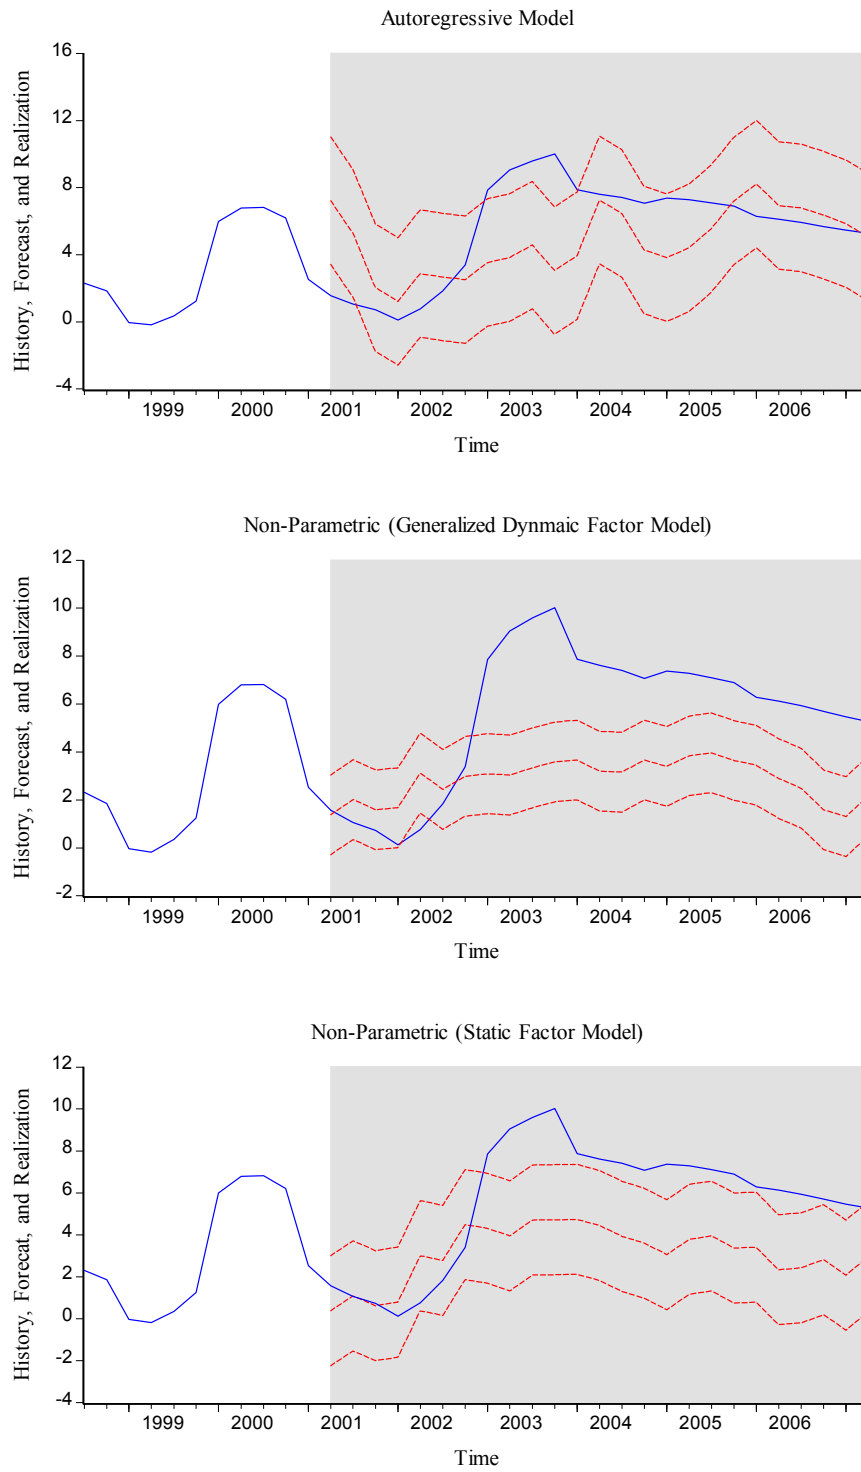 Autoregressive Model
16
12
8
4
0
-4
History, Forecast, and Realization
1999 2000 2001 2002 2003 2004 2005 2006
Time
Non-Parametric (Generalized Dynmaic Factor Model)
12
10
8
6
4
2
0
-2
History, Forecast, and Realization
1999 2000 2001 2002 2003 2004 2005 2006
Time
Non-Parametric (Static Factor Model)
12
10
8
6
4
2
0
-2
-4
History, Forecat, and Realization
1999 2000 2001 2002 2003 2004 2005 2006
Time